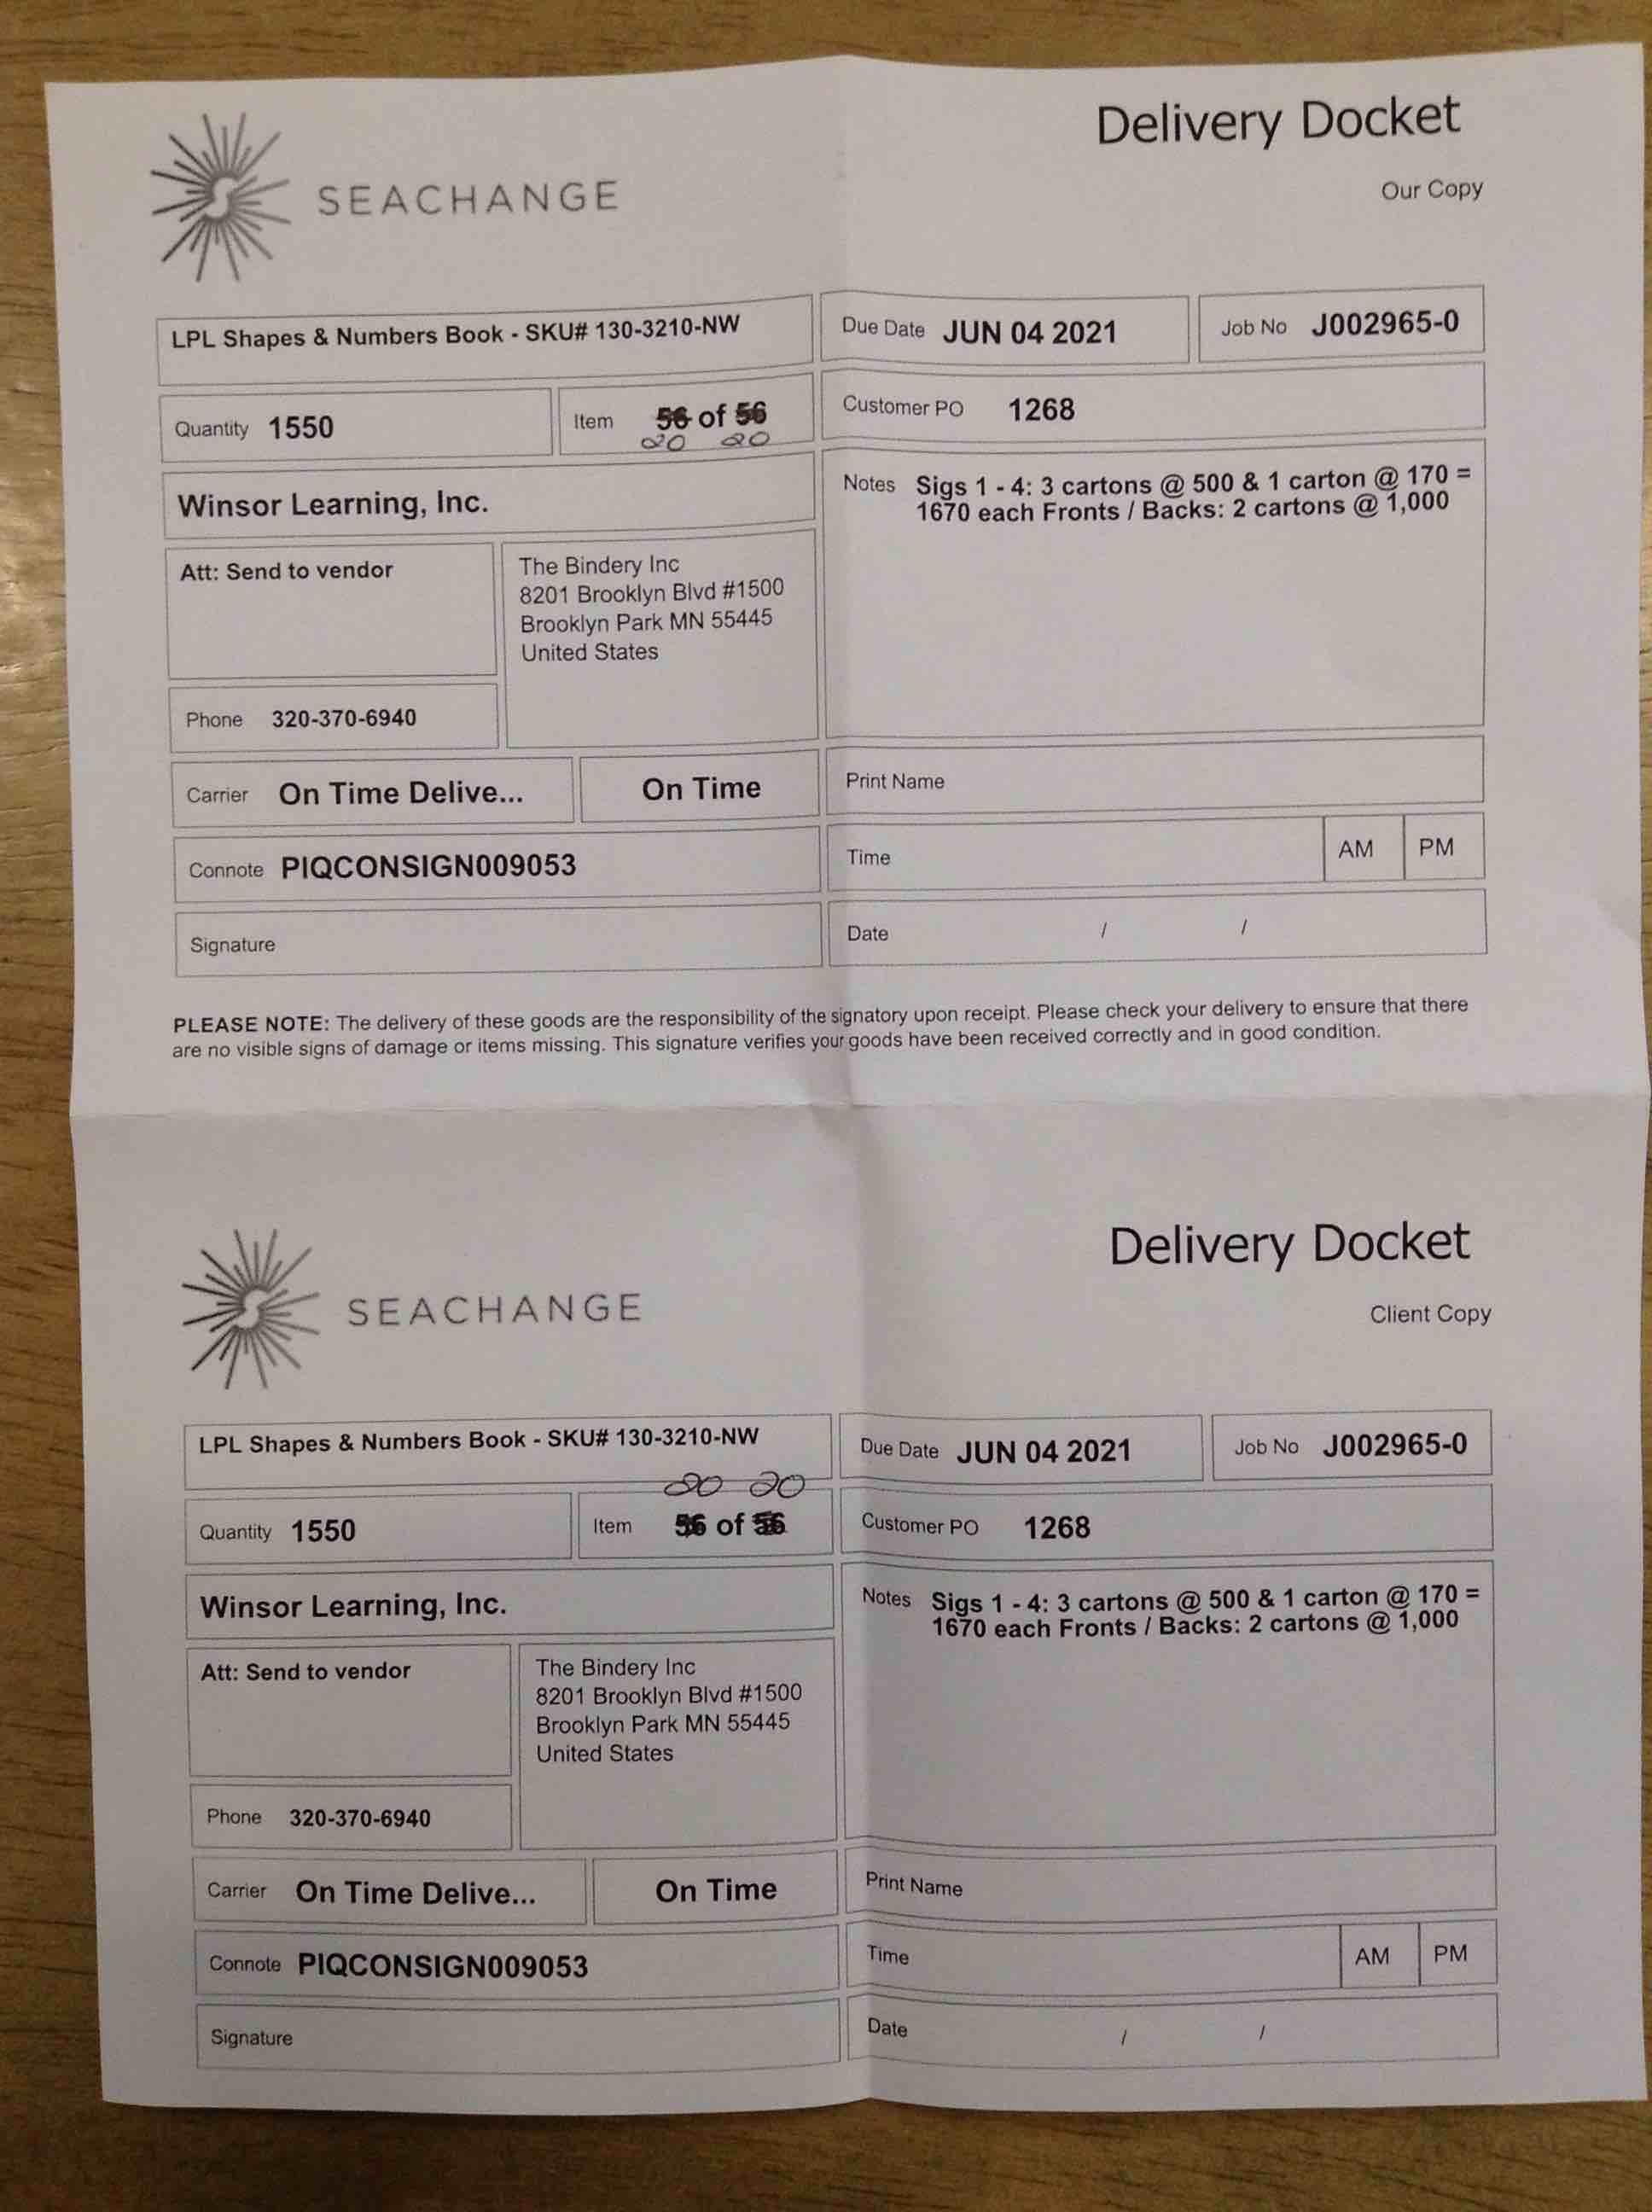 Delivery Docket
Our Copy
SEACHANGE
LPL Shapes & Numbers Book - SKU# 130-3210-NW
Due Date JUN 04 2021
Job No J002965-0
Quantity 1550
Item 56 of 56
20 20
Customer PO 1268
Winsor Learning, Inc.
Notes Sigs 1 - 4: 3 cartons @ 500 & 1 carton @ 170 =
1670 each Fronts / Backs: 2 cartons @ 1,000
Att: Send to vendor
The Bindery Inc
8201 Brooklyn Blvd #1500
Brooklyn Park MN 55445
United States
Phone 320-370-6940
Carrier On Time Delive...
On Time
Print Name
Connote PIQCONSIGN009053
Time
AM
PM
Signature
Date / /
PLEASE NOTE: The delivery of these goods are the responsibility of the signatory upon receipt. Please check your delivery to ensure that there
are no visible signs of damage or items missing. This signature verifies your goods have been received correctly and in good condition.
Delivery Docket
Client Copy
SEACHANGE
LPL Shapes & Numbers Book - SKU# 130-3210-NW
Due Date JUN 04 2021
Job No J002965-0
20 20
Quantity 1550
Item 56 of 56
Customer PO 1268
Winsor Learning, Inc.
Notes Sigs 1 - 4: 3 cartons @ 500 & 1 carton @ 170 =
1670 each Fronts / Backs: 2 cartons @ 1,000
Att: Send to vendor
The Bindery Inc
8201 Brooklyn Blvd #1500
Brooklyn Park MN 55445
United States
Phone 320-370-6940
Carrier On Time Delive...
On Time
Print Name
Connote PIQCONSIGN009053
Time
AM
PM
Signature
Date / /